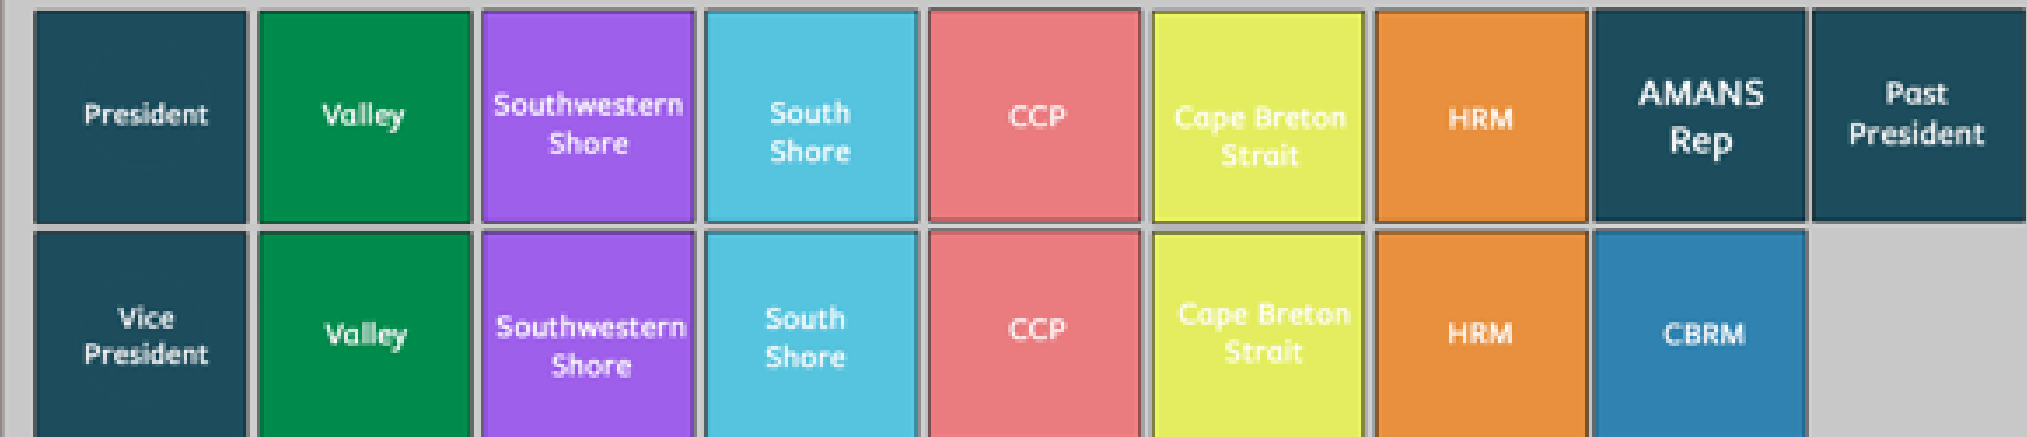 President
Valley
Southwestern
Shore
South
Shore
CCP
Cape Breton
Strait
HRM
AMANS
Rep
Past
President
Vice
President
Valley
Southwestern
Shore
South
Shore
CCP
Cape Breton
Strait
HRM
CBRM